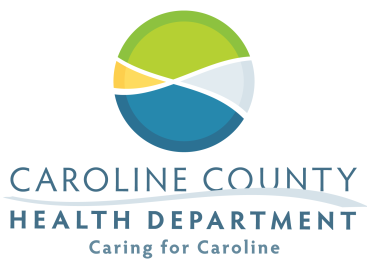 CAROLINE COUNTY
HEALTH DEPARTMENT
Caring for Caroline